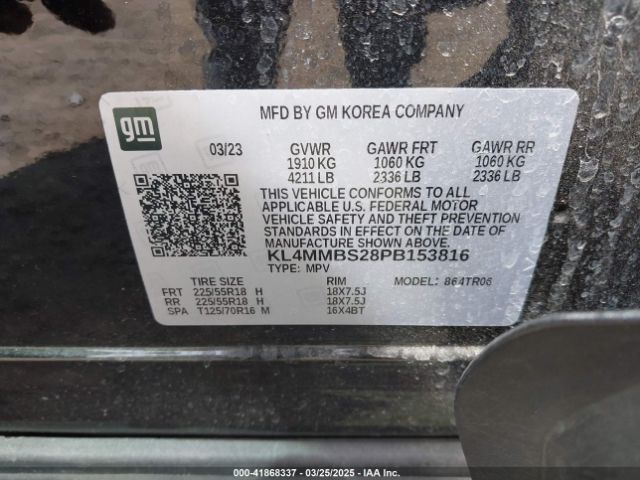 gm
MFD BY GM KOREA COMPANY
03/23 GVWR GAWR FRT GAWR RR
1910 KG 1060 KG 1060 KG
4211 LB 2336 LB 2336 LB
THIS VEHICLE CONFORMS TO ALL
APPLICABLE U.S. FEDERAL MOTOR
VEHICLE SAFETY AND THEFT PREVENTION
STANDARDS IN EFFECT ON THE DATE OF
MANUFACTURE SHOWN ABOVE.
KL4MMBS28PB153816
TYPE: MPV MODEL: 864TR06
TIRE SIZE RIM
FRT 225/55R18 H 18X7.5J
RR 225/55R18 H 18X7.5J
SPA T125/70R16 M 16X4BT
0-41868337 / 03/25/2025 - IAA Inc.